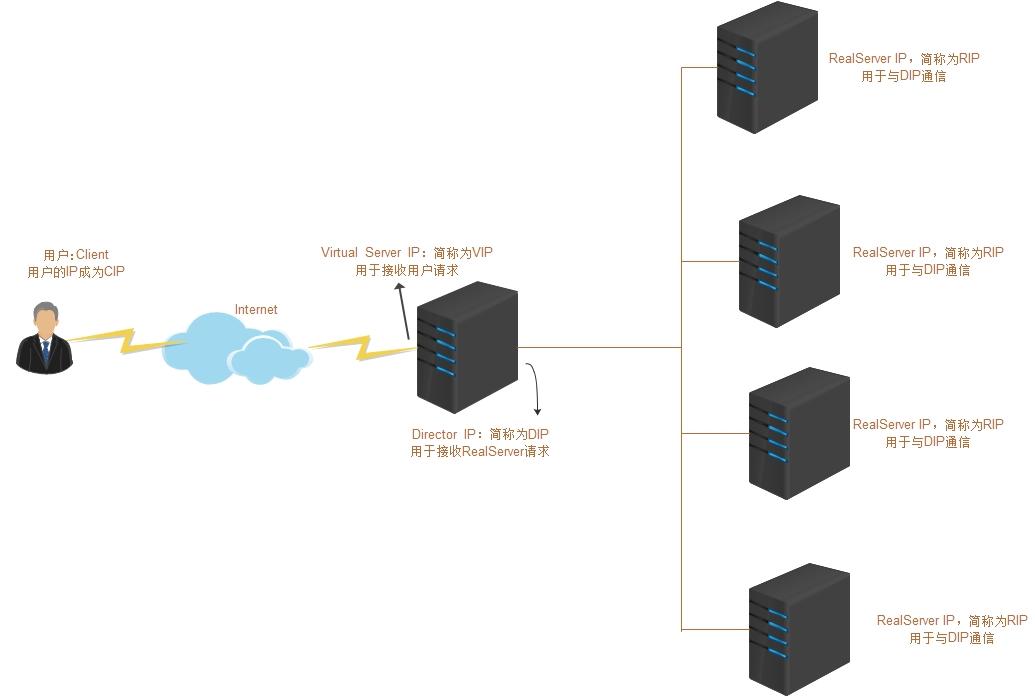 RealServer IP，简称为RIP
用于与DIP通信
用户:Client
用户的IP成为CIP
Virtual Server IP：简称为VIP
用于接收用户请求
RealServer IP，简称为RIP
用于与DIP通信
Internet
Director IP：简称为DIP
用于接收RealServer请求
RealServer IP，简称为RIP
用于与DIP通信
RealServer IP，简称为RIP
用于与DIP通信